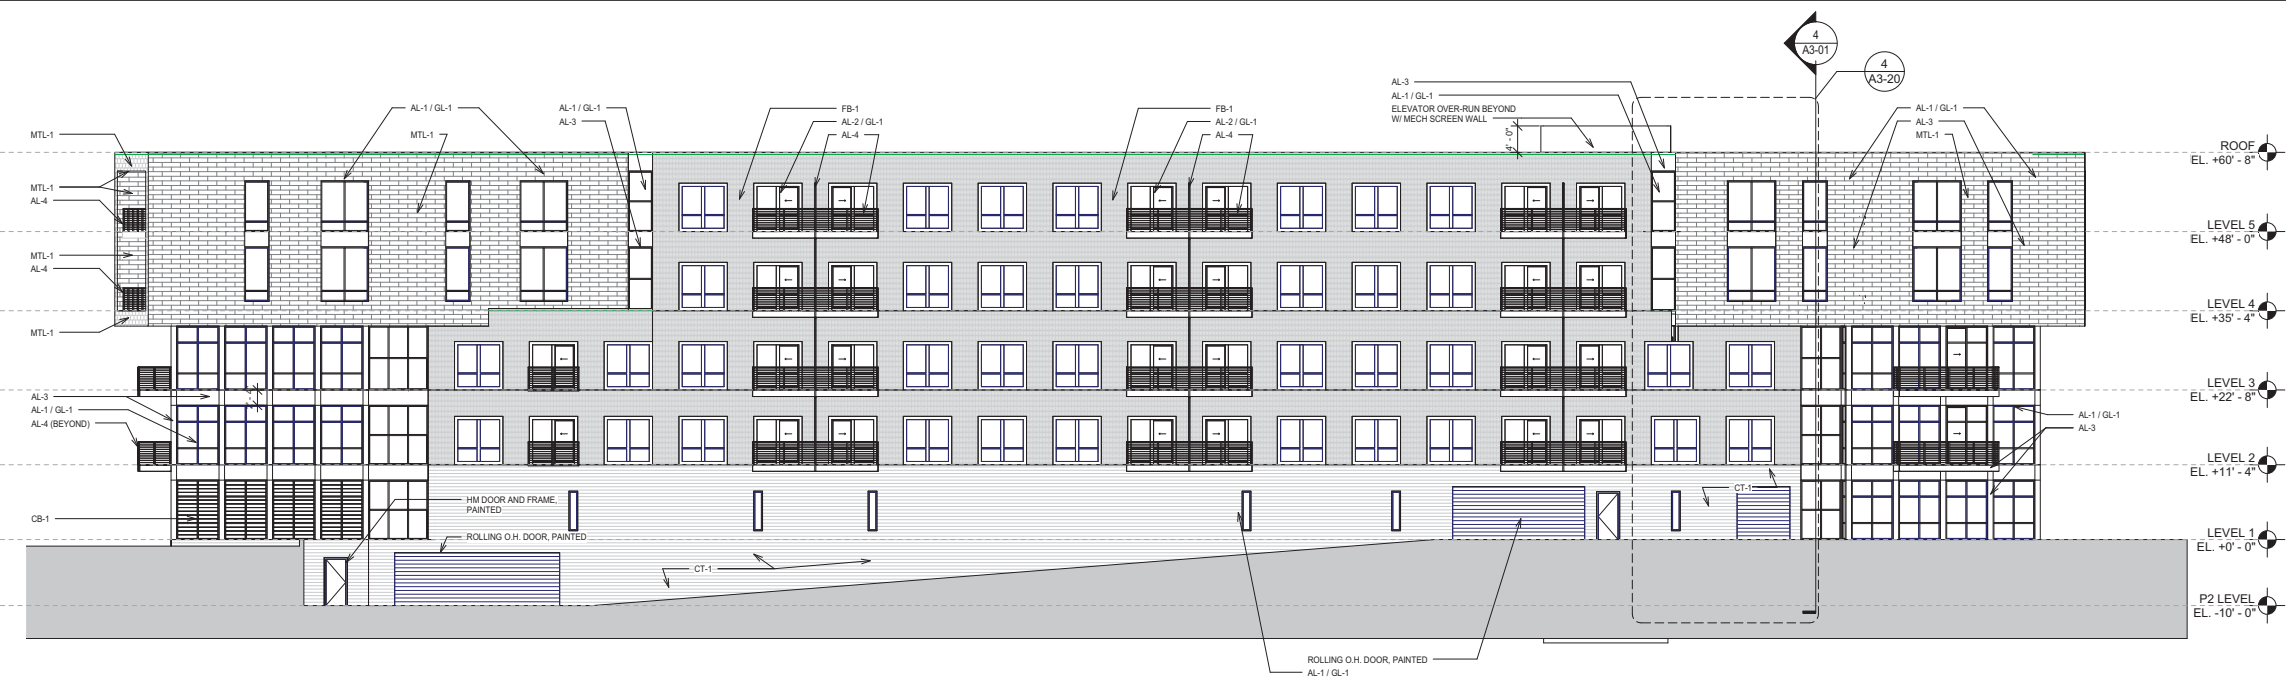 4
A3-01
4
A3-20
AL-3
AL-1 / GL-1
ELEVATOR OVER-RUN BEYOND
W/ MECH SCREEN WALL
4' - 0"
AL-1 / GL-1
MTL-1
AL-1 / GL-1
AL-3
FB-1
AL-2 / GL-1
AL-4
FB-1
AL-2 / GL-1
AL-4
AL-1 / GL-1
AL-3
MTL-1
MTL-1
MTL-1
AL-4
MTL-1
AL-4
MTL-1
ROOF
EL. +60' - 8"
LEVEL 5
EL. +48' - 0"
LEVEL 4
EL. +35' - 4"
LEVEL 3
EL. +22' - 8"
AL-3
AL-1 / GL-1
AL-4 (BEYOND)
AL-1 / GL-1
AL-3
LEVEL 2
EL. +11' - 4"
CT-1
HM DOOR AND FRAME,
PAINTED
CB-1
ROLLING O.H. DOOR, PAINTED
LEVEL 1
EL. +0' - 0"
CT-1
P2 LEVEL
EL. -10' - 0"
ROLLING O.H. DOOR, PAINTED
AL-1 / GL-1